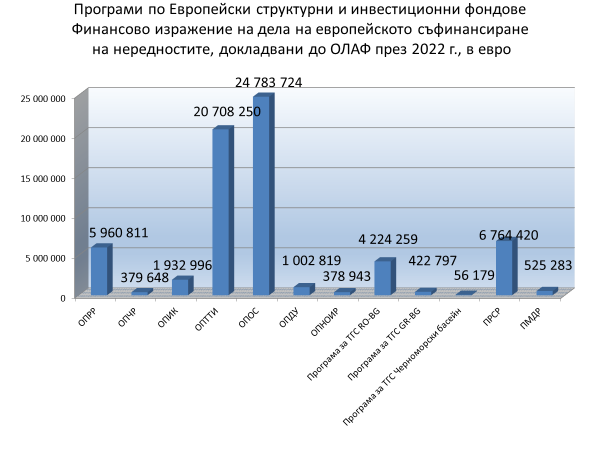 Програми по Европейски структурни и инвестиционни фондове
Финансово изражение на дела на европейското съфинансиране
на нередностите, докладвани до ОЛАФ през 2022 г., в евро
24 783 724
25 000 000
20 708 250
20 000 000
15 000 000
10 000 000
5 960 811
6 764 420
4 224 259
5 000 000
1 932 996
1 002 819
422 797
525 283
379 648
378 943
56 179
0
ОПРР
ОПЧР
ОПИК
ОПТТИ
ОПОС
ОПДУ
ОПНОИР
Програма за ТГС RO-BG
Програма за ТГС GR-BG
Програма за ТГС Черноморски басейн
ПРСР
ПМДР